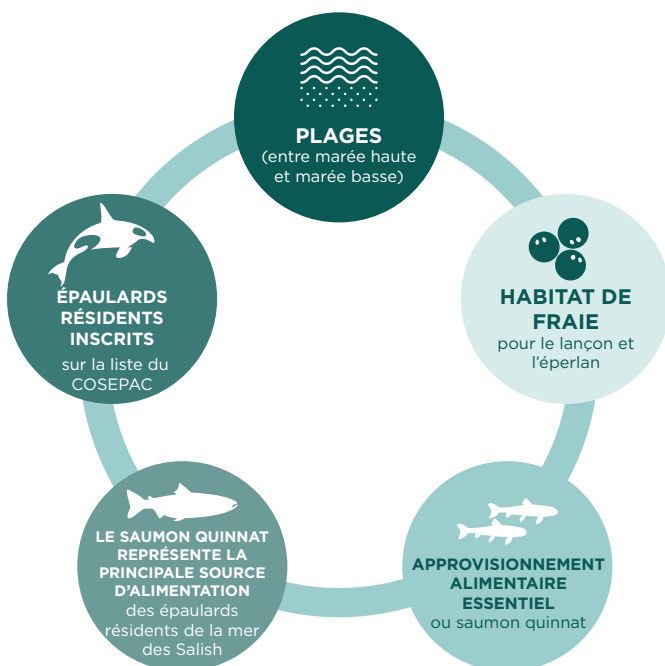 PLAGES
(entre marée haute
et marée basse)
HABITAT DE
FRAIE
pour le lançon et
l'éperlan
APPROVISIONNEMENT
ALIMENTAIRE
ESSENTIEL
ou saumon quinnat
LE SAUMON QUINNAT
REPRÉSENTE LA
PRINCIPALE SOURCE
D'ALIMENTATION
des épaulards
résidents de la mer
des Salish
ÉPAULARDS
RÉSIDENTS
INSCRITS
sur la liste du
COSEPAC